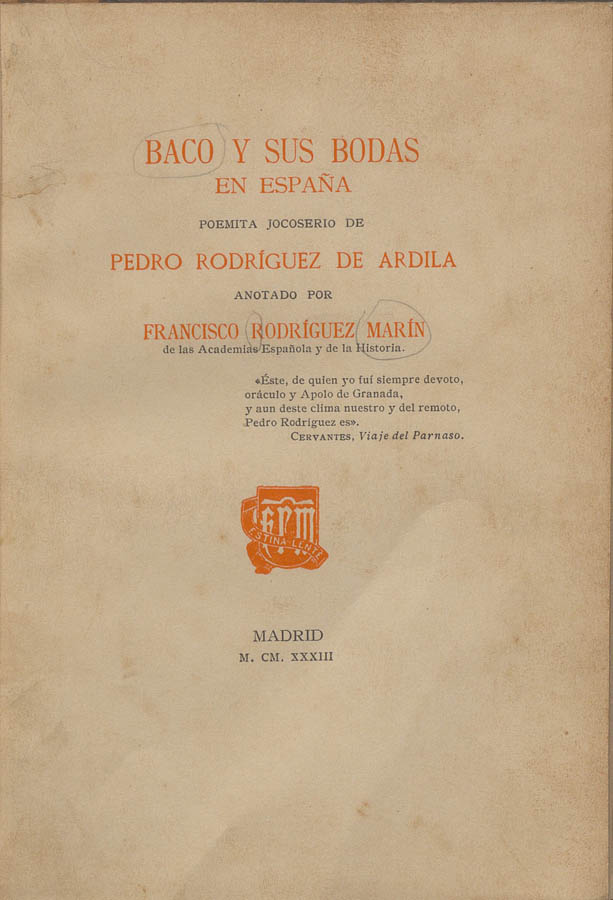 BACO Y SUS BODAS
EN ESPAÑA
POEMITA JOCOSERIO DE
PEDRO RODRÍGUEZ DE ARDILA
ANOTADO POR
FRANCISCO RODRÍGUEZ MARÍN
de las Academias Española y de la Historia.
«Éste, de quien yo fuí siempre devoto,
oráculo y Apolo de Granada,
y aun deste clima nuestro y del remoto,
Pedro Rodríguez es».
CERVANTES, Viaje del Parnaso.
ESTINA LENTE
MADRID
M. CM. XXXIII